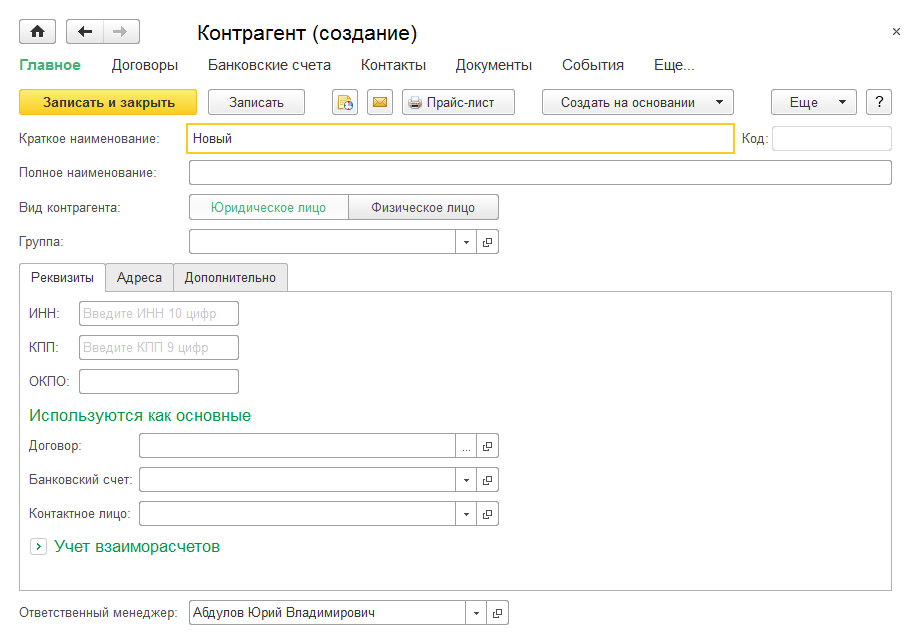 Контрагент (создание)
Главное Договоры Банковские счета Контакты Документы События Еще...
Записать и закрыть Записать Прайс-лист Создать на основании Еще ?
Краткое наименование: Новый Код:
Полное наименование:
Вид контрагента: Юридическое лицо Физическое лицо
Группа:
Реквизиты Адреса Дополнительно
ИНН: Введите ИНН 10 цифр
КПП: Введите КПП 9 цифр
ОКПО:
Используются как основные
Договор: ...
Банковский счет:
Контактное лицо:
Учет взаиморасчетов
Ответственный менеджер: Абдулов Юрий Владимирович